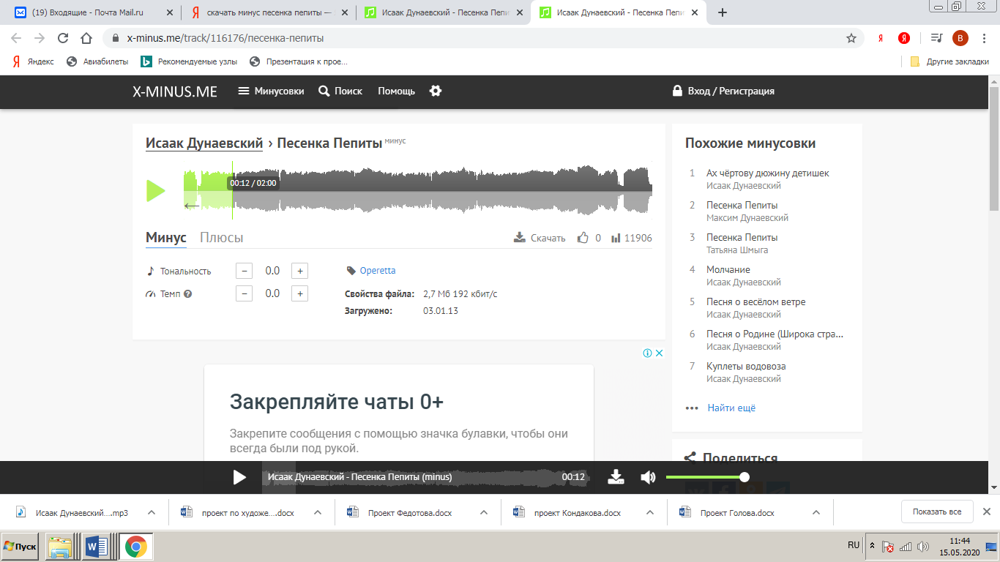 (19) Входящие - Почта Mail.ru
скачать минус песенка пепиты — ...
Исаак Дунаевский - Песенка Пепи
Исаак Дунаевский - Песенка Пепи
x-minus.me/track/116176/песенка-пепиты
Я
Я
B
Я Яндекс
Авиабилеты
Рекомендуемые узлы
Презентация к прое...
Другие закладки
X-MINUS.ME
Минусовки
Поиск
Помощь
Вход / Регистрация
Исаак Дунаевский › Песенка Пепиты минус
00:12 / 02:00
Минус Плюсы
Скачать 0 11906
Тональность − 0.0 +
Темп − 0.0 +
Operetta
Свойства файла: 2,7 Мб 192 кбит/с
Загружено: 03.01.13
Закрепляйте чаты 0+
Закрепите сообщения с помощью значка булавки, чтобы они
всегда были под рукой.
Похожие минусовки
1 Ах чёртову дюжину детишек
Исаак Дунаевский
2 Песенка Пепиты
Максим Дунаевский
3 Песенка Пепиты
Татьяна Шмыга
4 Молчание
Исаак Дунаевский
5 Песня о весёлом ветре
Исаак Дунаевский
6 Песня о Родине (Широка стра...
Исаак Дунаевский
7 Куплеты водовоза
Исаак Дунаевский
Найти ещё
Поделиться
Исаак Дунаевский - Песенка Пепиты (minus) 00:12
Исаак Дунаевский....mp3
проект по художе....docx
Проект Федотова.docx
проект Кондакова.docx
Проект Голова.docx
Показать все
Пуск
RU
11:44
15.05.2020